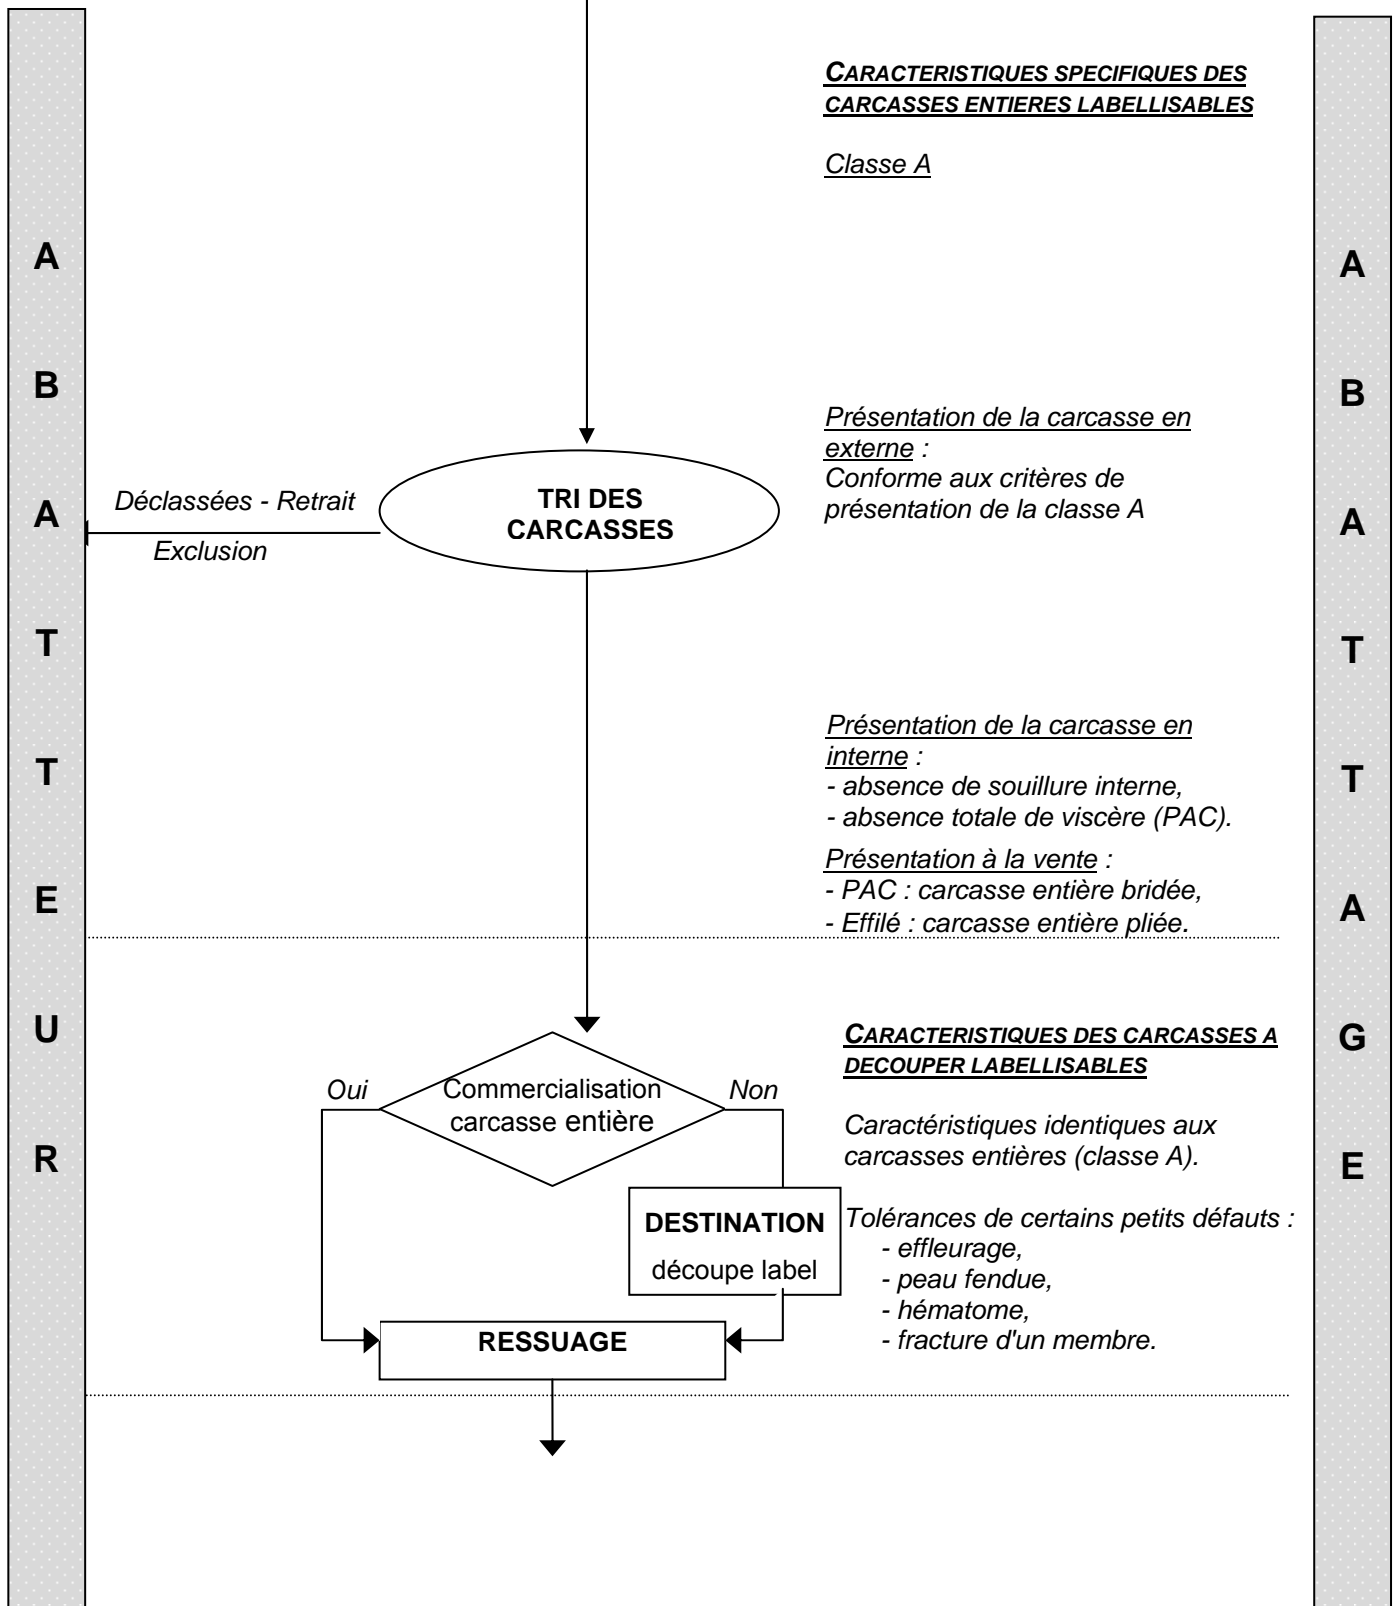 A
B
A
T
T
E
U
R
CARACTERISTIQUES SPECIFIQUES DES
CARCASSES ENTIERES LABELLISABLES
Classe A
Présentation de la carcasse en
externe :
Conforme aux critères de
présentation de la classe A
Déclassées - Retrait
Exclusion
TRI DES
CARCASSES
Présentation de la carcasse en
interne :
- absence de souillure interne,
- absence totale de viscère (PAC).
Présentation à la vente :
- PAC : carcasse entière bridée,
- Effilé : carcasse entière pliée.
Oui
Commercialisation
carcasse entière
Non
CARACTERISTIQUES DES CARCASSES A
DECOUPER LABELLISABLES
Caractéristiques identiques aux
carcasses entières (classe A).
DESTINATION
découpe label
Tolérances de certains petits défauts :
- effleurage,
- peau fendue,
- hématome,
- fracture d'un membre.
RESSUAGE
A
B
A
T
T
A
G
E